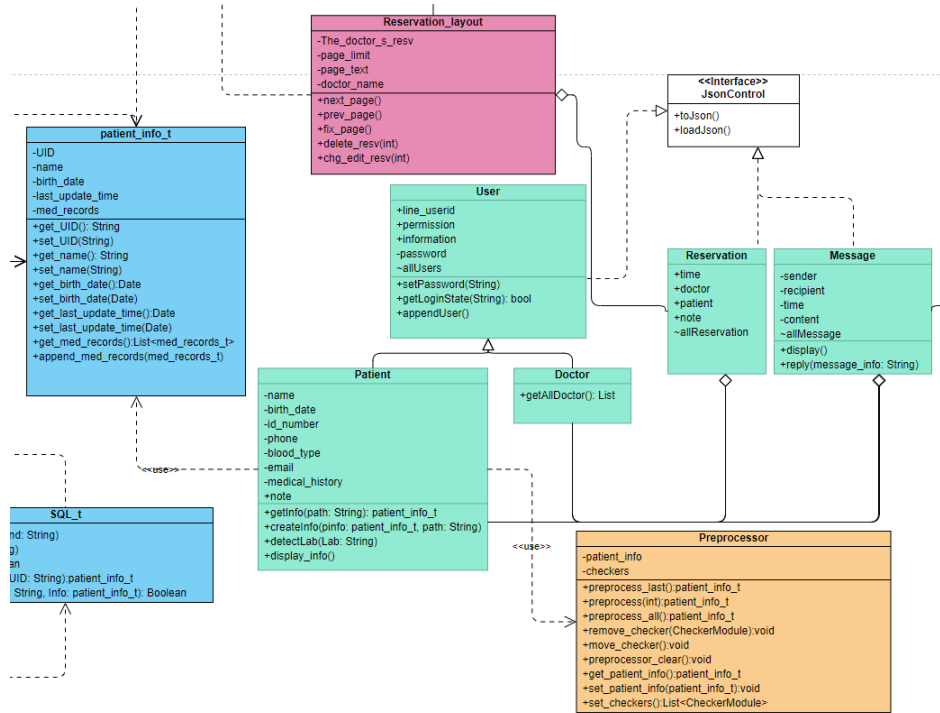 Reservation_layout
-The_doctor_s_resv
-page_limit
-page_text
-doctor_name
+next_page()
+prev_page()
+fix_page()
+delete_resv(int)
+chg_edit_resv(int)
<<Interface>>
JsonControl
+toJson()
+loadJson()
patient_info_t
-UID
-name
-birth_date
-last_update_time
-med_records
+get_UID(): String
+set_UID(String)
+get_name(): String
+set_name(String)
+get_birth_date():Date
+set_birth_date(Date)
+get_last_update_time():Date
+set_last_update_time(Date)
+get_med_records():List<med_records_t>
+append_med_records(med_records_t)
User
+line_userid
+permission
+information
-password
~allUsers
+setPassword(String)
+getLoginState(String): bool
+appendUser()
Reservation
+time
+doctor
+patient
+note
~allReservation
Message
-sender
-recipient
-time
-content
~allMessage
+display()
+reply(message_info: String)
Patient
-name
-birth_date
-id_number
-phone
-blood_type
-email
-medical_history
+note
+getInfo(path: String): patient_info_t
+createInfo(pinfo: patient_info_t, path: String)
+detectLab(Lab: String)
+display_info()
Doctor
+getAllDoctor(): List
<<use>>
<<use>>
SQL_t
nd: String)
g)
an
UID: String):patient_info_t
String, Info: patient_info_t): Boolean
Preprocessor
-patient_info
-checkers
+preprocess_last():patient_info_t
+preprocess(int):patient_info_t
+preprocess_all():patient_info_t
+remove_checker(CheckerModule):void
+move_checker():void
+preprocessor_clear():void
+get_patient_info():patient_info_t
+set_patient_info(patient_info_t):void
+set_checkers():List<CheckerModule>